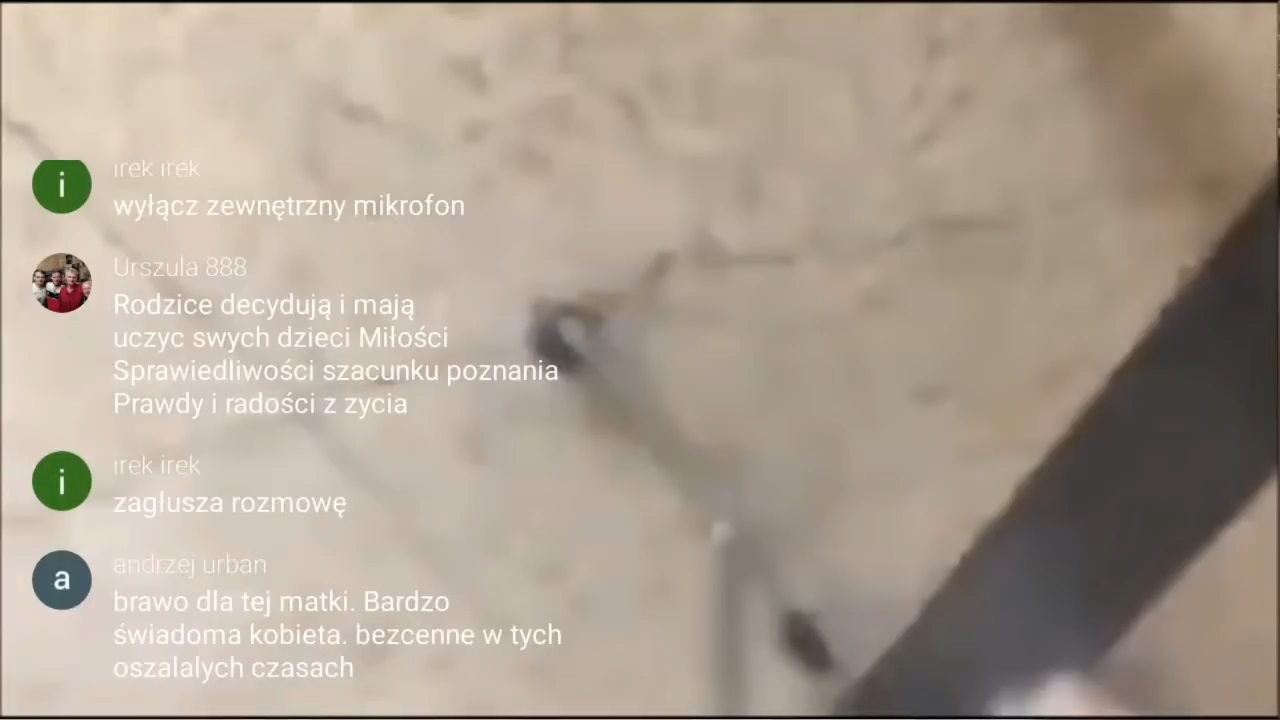 i
irek irek
wyłącz zewnętrzny mikrofon
Urszula 888
Rodzice decydują i mają
uczyc swych dzieci Miłości
Sprawiedliwości szacunku poznania
Prawdy i radości z zycia
i
irek irek
zagłusza rozmowę
a
andrzej urban
brawo dla tej matki. Bardzo
świadoma kobieta. bezcenne w tych
oszalalych czasach